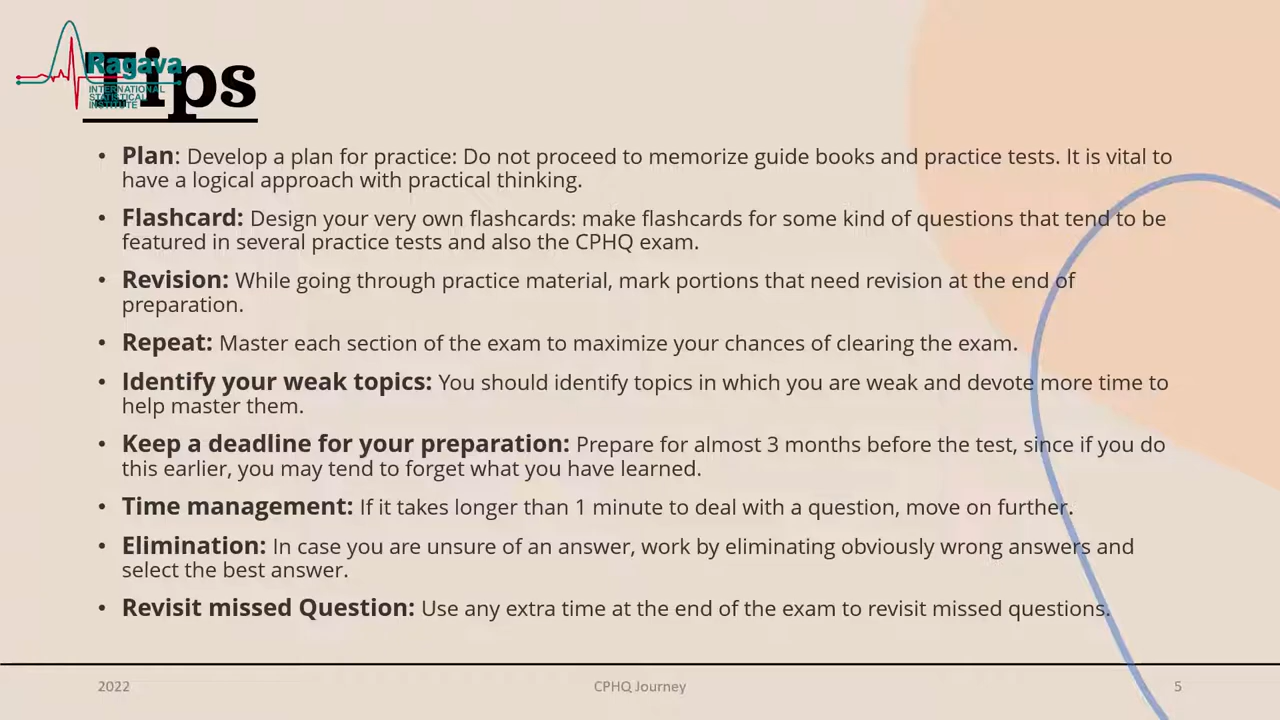 Ragava
INTERNATIONAL
STATISTICAL
INSTITUTE
Tips
• Plan: Develop a plan for practice: Do not proceed to memorize guide books and practice tests. It is vital to
have a logical approach with practical thinking.
• Flashcard: Design your very own flashcards: make flashcards for some kind of questions that tend to be
featured in several practice tests and also the CPHQ exam.
• Revision: While going through practice material, mark portions that need revision at the end of
preparation.
• Repeat: Master each section of the exam to maximize your chances of clearing the exam.
• Identify your weak topics: You should identify topics in which you are weak and devote more time to
help master them.
• Keep a deadline for your preparation: Prepare for almost 3 months before the test, since if you do
this earlier, you may tend to forget what you have learned.
• Time management: If it takes longer than 1 minute to deal with a question, move on further.
• Elimination: In case you are unsure of an answer, work by eliminating obviously wrong answers and
select the best answer.
• Revisit missed Question: Use any extra time at the end of the exam to revisit missed questions.
2022
CPHQ Journey
5